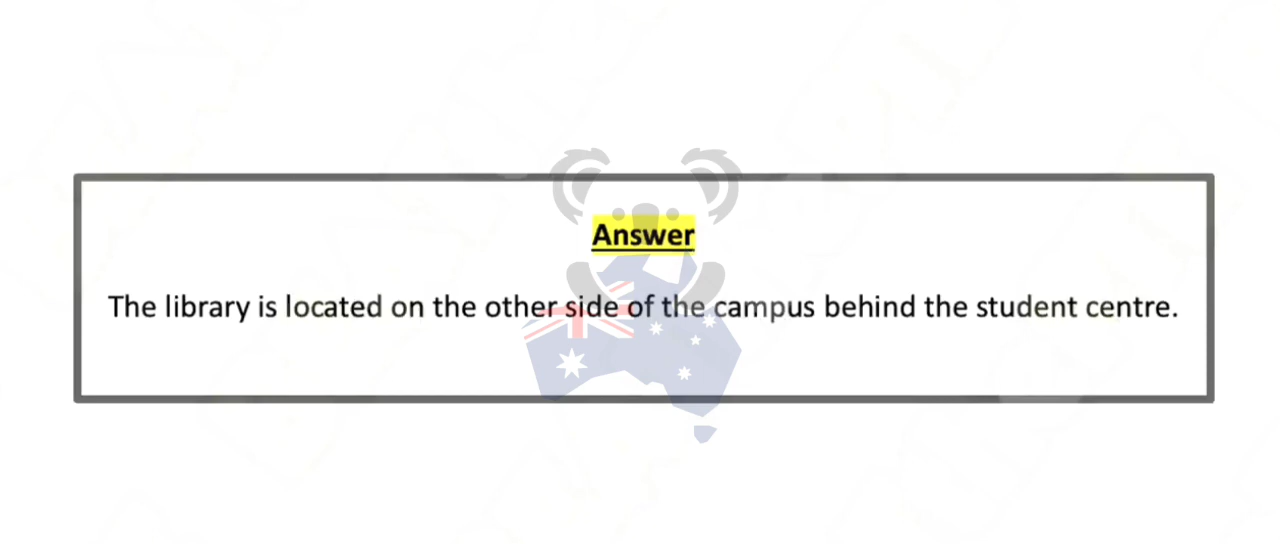 Answer
The library is located on the other side of the campus behind the student centre.